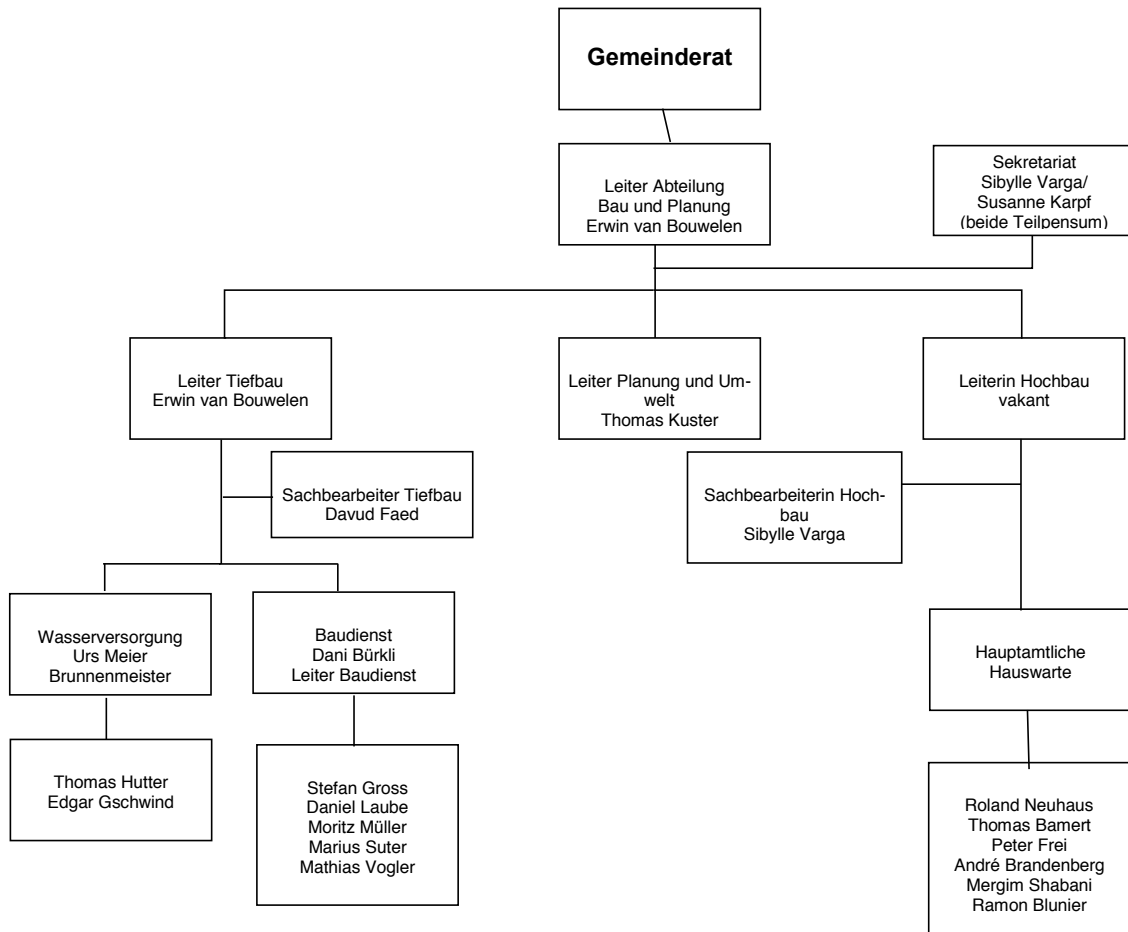 Gemeinderat
Leiter Abteilung
Bau und Planung
Erwin van Bouwelen
Sekretariat
Sibylle Varga/
Susanne Karpf
(beide Teilpensum)
Leiter Tiefbau
Erwin van Bouwelen
Leiter Planung und Um-
welt
Thomas Kuster
Leiterin Hochbau
vakant
Sachbearbeiter Tiefbau
Davud Faed
Sachbearbeiterin Hoch-
bau
Sibylle Varga
Wasserversorgung
Urs Meier
Brunnenmeister
Baudienst
Dani Bürkli
Leiter Baudienst
Hauptamtliche
Hauswarte
Thomas Hutter
Edgar Gschwind
Stefan Gross
Daniel Laube
Moritz Müller
Marius Suter
Mathias Vogler
Roland Neuhaus
Thomas Bamert
Peter Frei
André Brandenberg
Mergim Shabani
Ramon Blunier